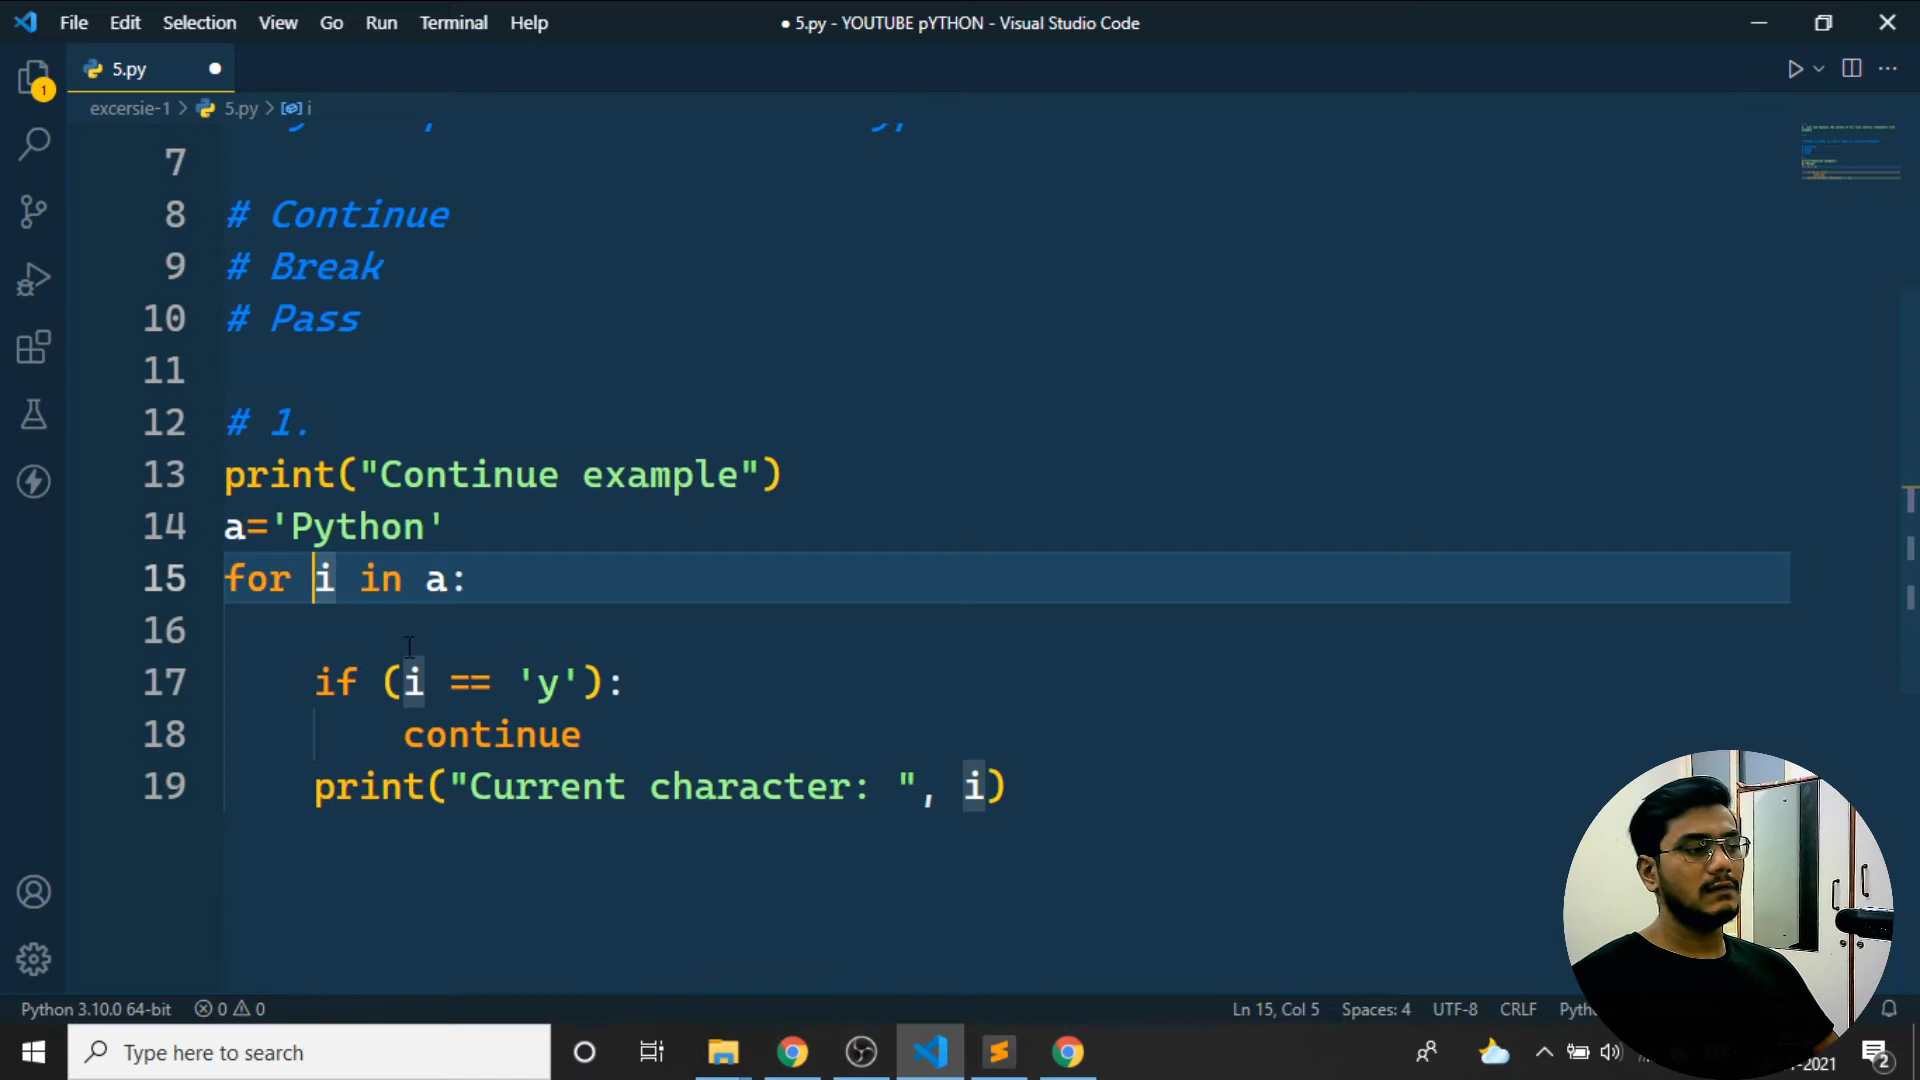 File Edit Selection View Go Run Terminal Help
● 5.py - YOUTUBE pYTHON - Visual Studio Code
5.py
1
excersie-1 > 5.py > i
7
8 # Continue
9 # Break
10 # Pass
11
12 # 1.
13 print("Continue example")
14 a='Python'
15 for i in a:
16
17 if (i == 'y'):
18 continue
19 print("Current character: ", i)
Python 3.10.0 64-bit 0 0
Ln 15, Col 5 Spaces: 4 UTF-8 CRLF
Type here to search
2